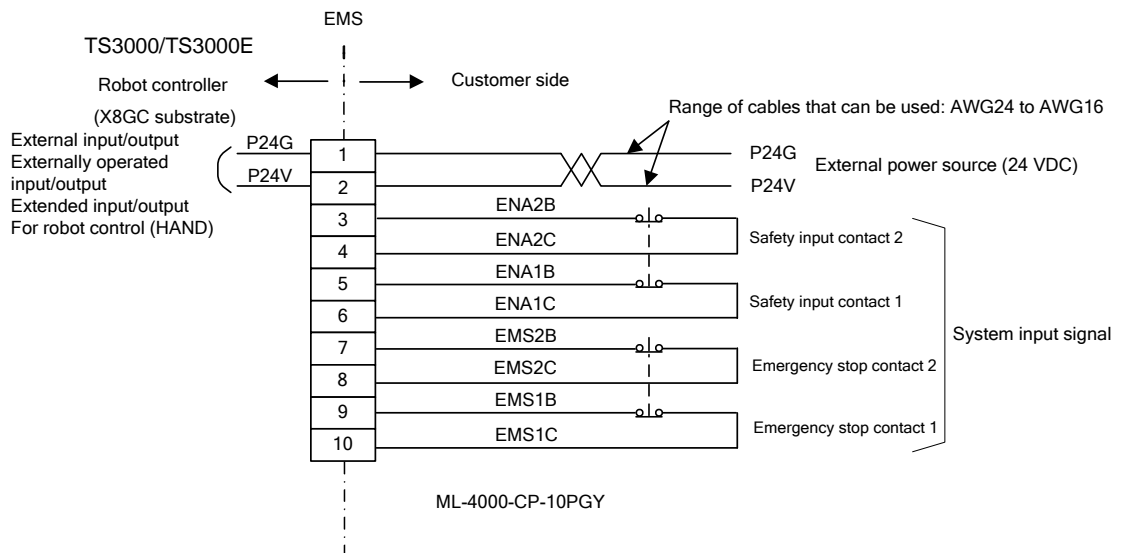 EMS
TS3000/TS3000E
Robot controller
Customer side
(X8GC substrate)
Range of cables that can be used: AWG24 to AWG16
External input/output
Externally operated
input/output
Extended input/output
For robot control (HAND)
P24G
1
P24G
External power source (24 VDC)
P24V
2
P24V
ENA2B
3
ENA2C
Safety input contact 2
4
ENA1B
5
ENA1C
Safety input contact 1
6
System input signal
EMS2B
7
EMS2C
Emergency stop contact 2
8
EMS1B
9
EMS1C
Emergency stop contact 1
10
ML-4000-CP-10PGY